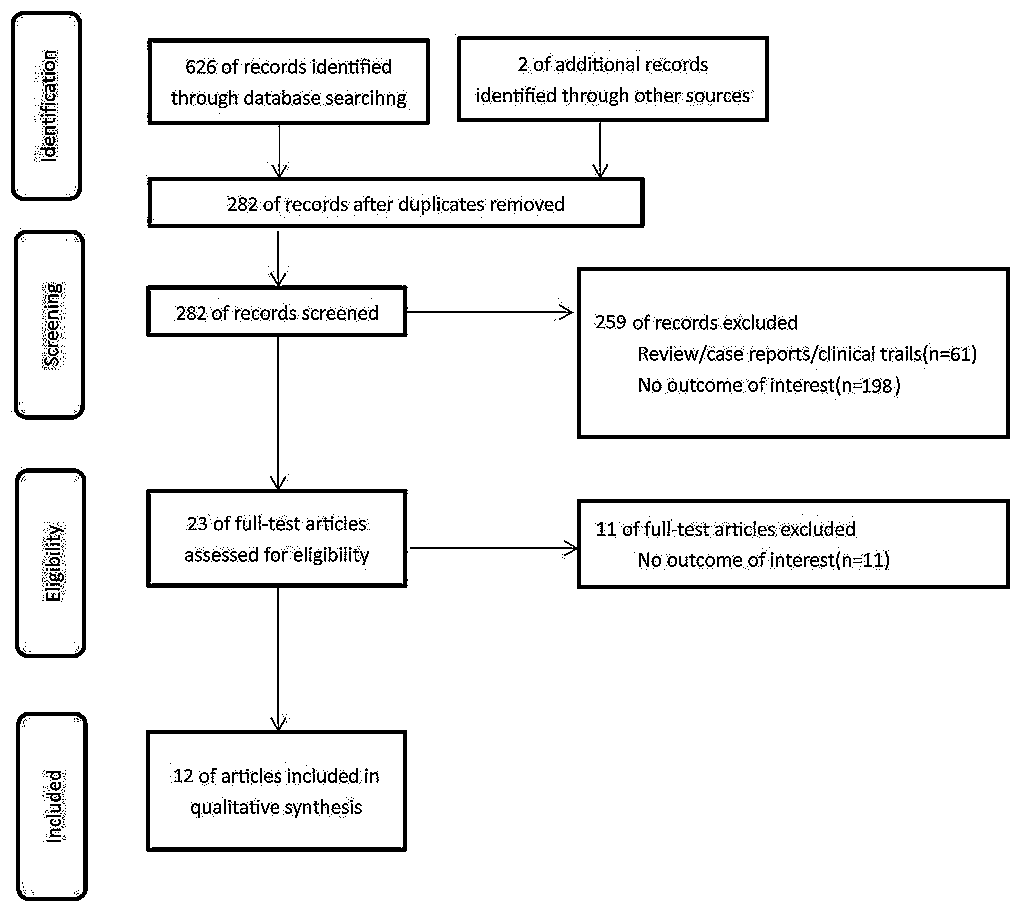 Identification
626 of records identified
through database searcihng
2 of additional records
identified through other sources
282 of records after duplicates removed
Screening
282 of records screened
259 of records excluded
Review/case reports/clinical trails(n=61)
No outcome of interest(n=198)
Eligibility
23 of full-test articles
assessed for eligibility
11 of full-test articles excluded
No outcome of interest(n=11)
Included
12 of articles included in
qualitative synthesis